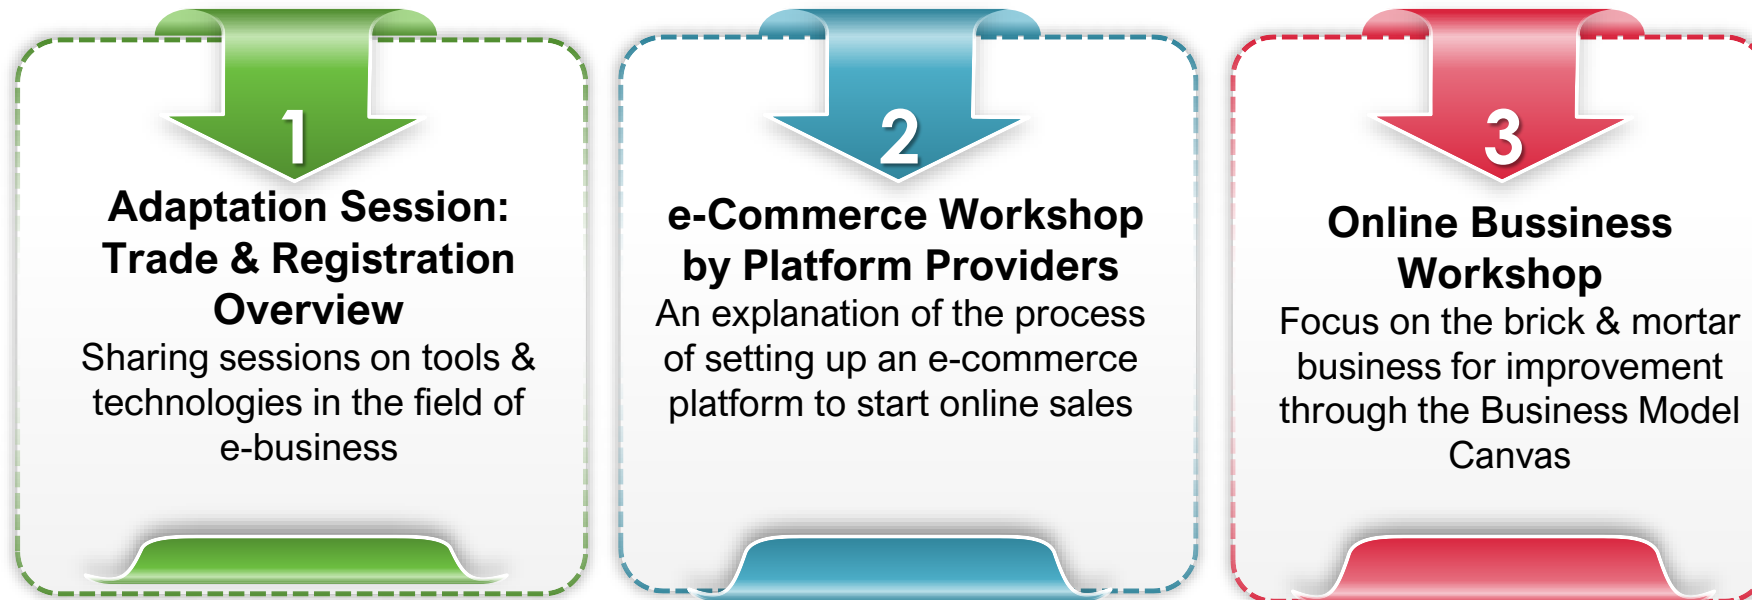 1
Adaptation Session:
Trade & Registration
Overview
Sharing sessions on tools &
technologies in the field of
e-business
2
e-Commerce Workshop
by Platform Providers
An explanation of the process
of setting up an e-commerce
platform to start online sales
3
Online Bussiness
Workshop
Focus on the brick & mortar
business for improvement
through the Business Model
Canvas